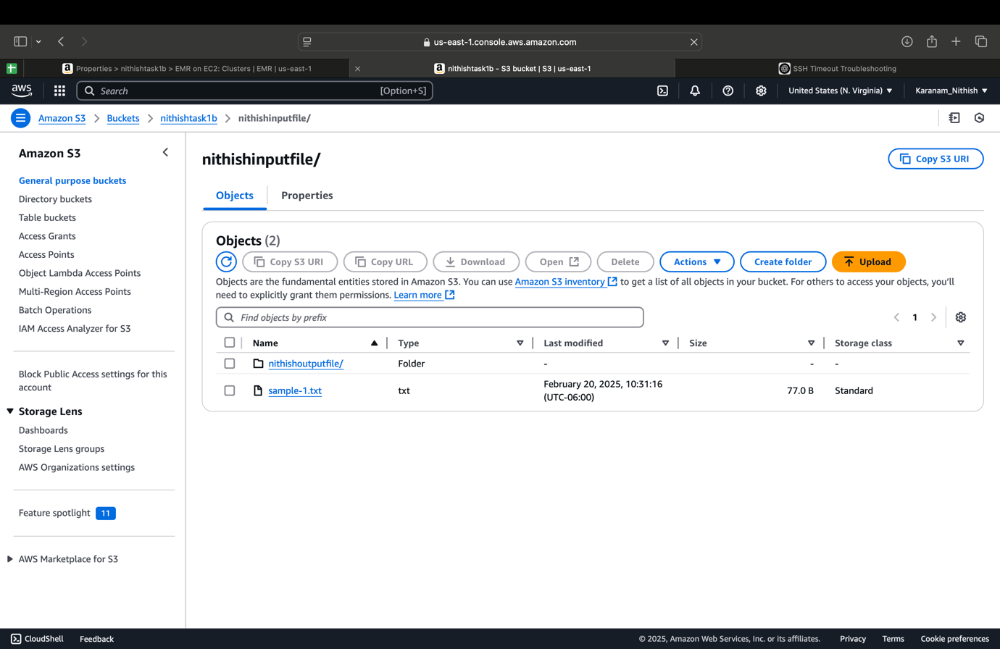 us-east-1.console.aws.amazon.com
Properties > nithishtask1b > EMR on EC2: Clusters | EMR | us-east-1
nithishtask1b - S3 bucket | S3 | us-east-1
SSH Timeout Troubleshooting
aws
Search
[Option+S]
United States (N. Virginia)
Karanam_Nithish
Amazon S3
Buckets
nithishtask1b
nithishinputfile/
Amazon S3
General purpose buckets
Directory buckets
Table buckets
Access Grants
Access Points
Object Lambda Access Points
Multi-Region Access Points
Batch Operations
IAM Access Analyzer for S3
Block Public Access settings for this
account
Storage Lens
Dashboards
Storage Lens groups
AWS Organizations settings
Feature spotlight 11
AWS Marketplace for S3
nithishinputfile/
Copy S3 URI
Objects
Properties
Objects (2)
Copy S3 URI
Copy URL
Download
Open
Delete
Actions
Create folder
Upload
Objects are the fundamental entities stored in Amazon S3. You can use Amazon S3 inventory to get a list of all objects in your bucket. For others to access your objects, you'll
need to explicitly grant them permissions. Learn more
Find objects by prefix
1
Name Type Last modified Size Storage class
nithishoutputfile/ Folder - - -
sample-1.txt txt February 20, 2025, 10:31:16 (UTC-06:00) 77.0 B Standard
CloudShell
Feedback
© 2025, Amazon Web Services, Inc. or its affiliates.
Privacy
Terms
Cookie preferences